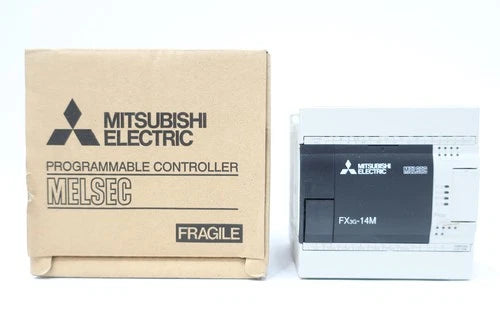 MITSUBISHI
ELECTRIC
PROGRAMMABLE CONTROLLER
MELSEC
FRAGILE
MITSUBISHI
ELECTRIC
FX3G-14M